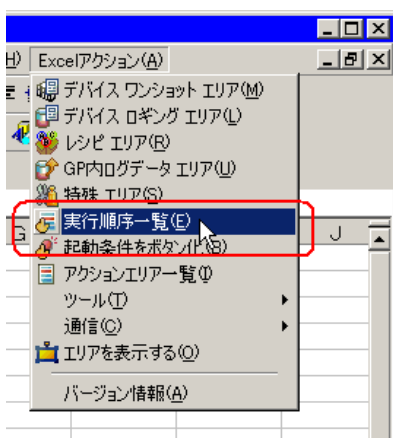 H) Excelアクション(A)
デバイス ワンショット エリア(M)
デバイス ロギング エリア(L)
レシピ エリア(R)
GP内ログデータ エリア(U)
特殊 エリア(S)
実行順序一覧(E)
G
起動条件をボタン化(B)
J
アクションエリア一覧(I)
ツール(T)
通信(C)
エリアを表示する(O)
バージョン情報(A)